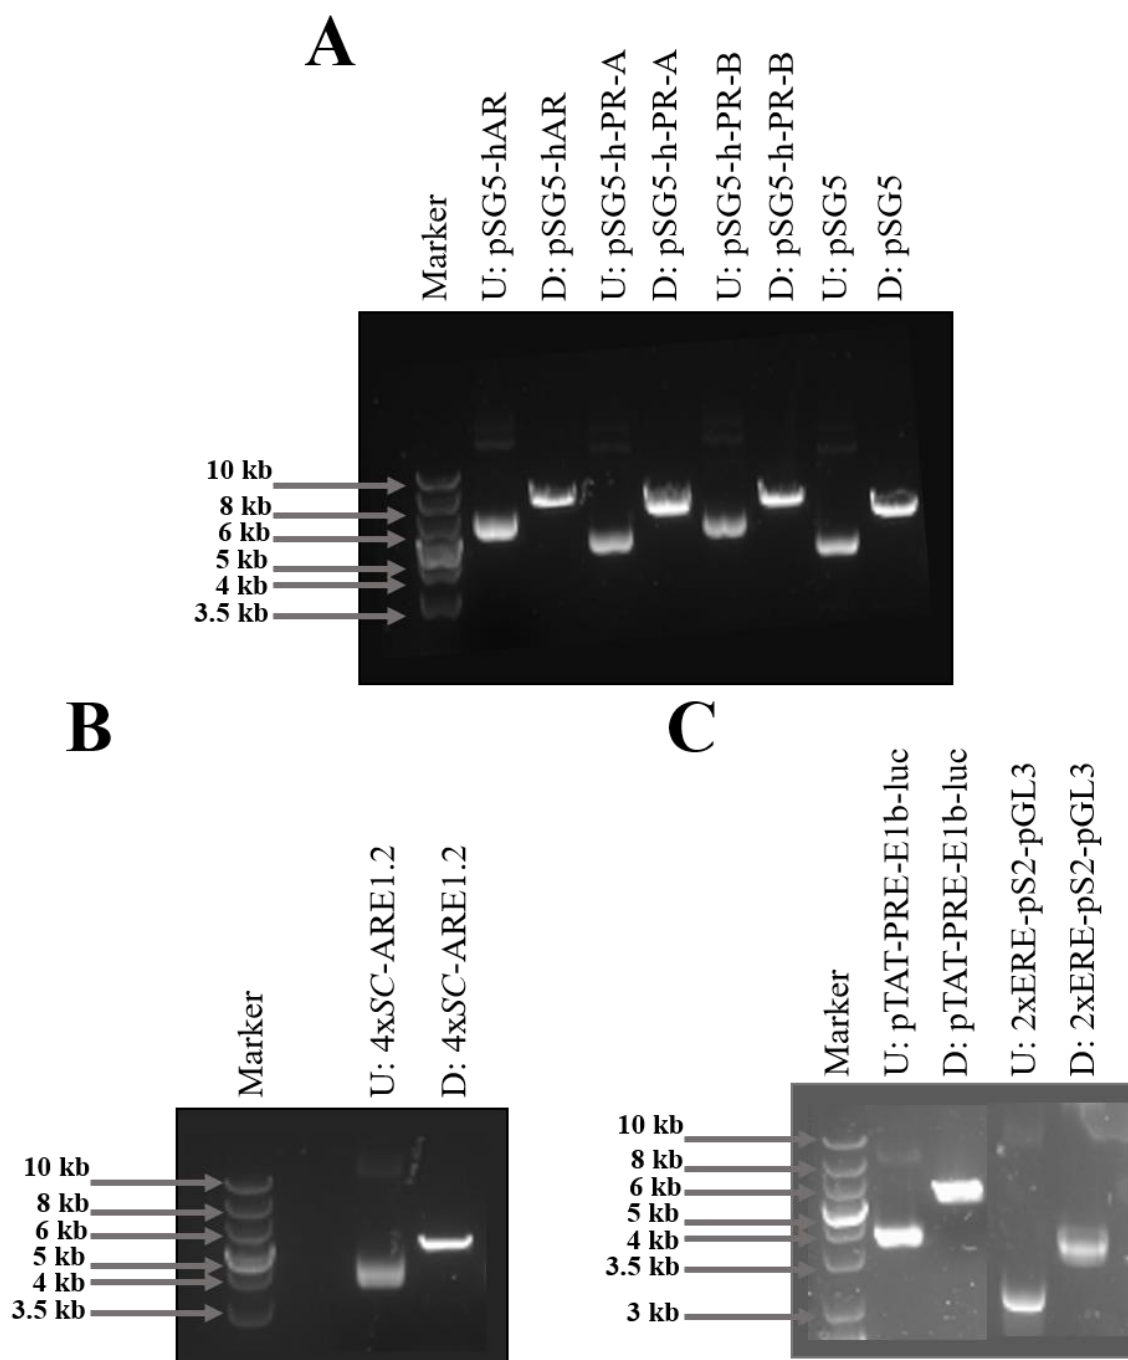 A
Marker
U: pSG5-hAR
D: pSG5-hAR
U: pSG5-h-PR-A
D: pSG5-h-PR-A
U: pSG5-h-PR-B
D: pSG5-h-PR-B
U: pSG5
D: pSG5
10 kb
8 kb
6 kb
5 kb
4 kb
3.5 kb
B
Marker
U: 4xSC-ARE1.2
D: 4xSC-ARE1.2
10 kb
8 kb
6 kb
5 kb
4 kb
3.5 kb
C
Marker
U: pTAT-PRE-E1b-luc
D: pTAT-PRE-E1b-luc
U: 2xERE-pS2-pGL3
D: 2xERE-pS2-pGL3
10 kb
8 kb
6 kb
5 kb
4 kb
3.5 kb
3 kb